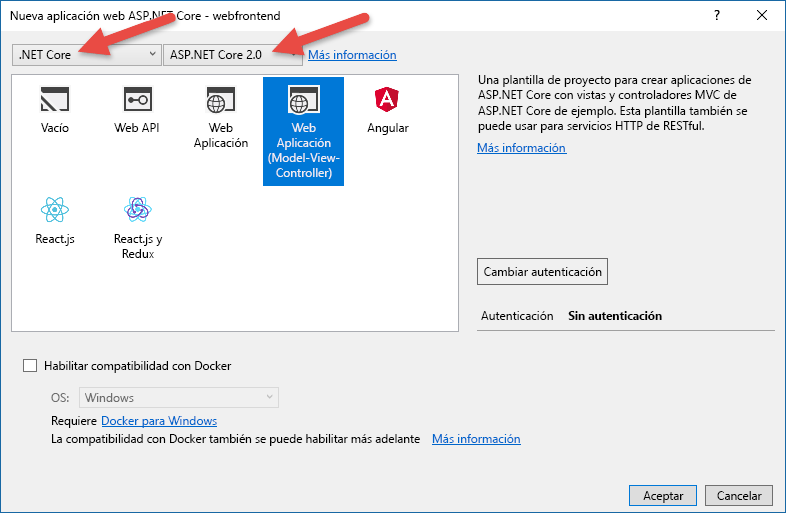 Nueva aplicación web ASP.NET Core - webfrontend
.NET Core
ASP.NET Core 2.0
Más información
Vacío
Web API
Web
Aplicación
Web
Aplicación
(Model-View-
Controller)
Angular
React.js
React.js y
Redux
Una plantilla de proyecto para crear aplicaciones de
ASP.NET Core con vistas y controladores MVC de
ASP.NET Core de ejemplo. Esta plantilla también se
puede usar para servicios HTTP de RESTful.
Más información
Cambiar autenticación
Autenticación Sin autenticación
Habilitar compatibilidad con Docker
OS: Windows
Requiere Docker para Windows
La compatibilidad con Docker también se puede habilitar más adelante Más información
Aceptar
Cancelar